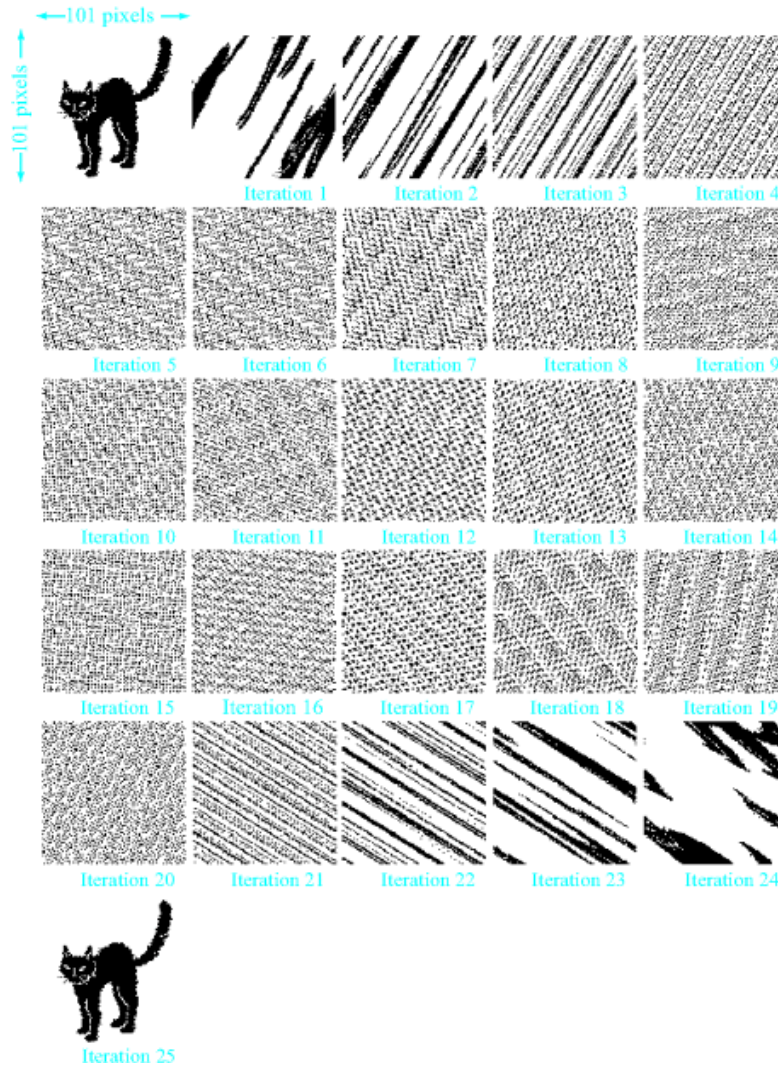 101 pixels
101 pixels
Iteration 1
Iteration 2
Iteration 3
Iteration 4
Iteration 5
Iteration 6
Iteration 7
Iteration 8
Iteration 9
Iteration 10
Iteration 11
Iteration 12
Iteration 13
Iteration 14
Iteration 15
Iteration 16
Iteration 17
Iteration 18
Iteration 19
Iteration 20
Iteration 21
Iteration 22
Iteration 23
Iteration 24
Iteration 25